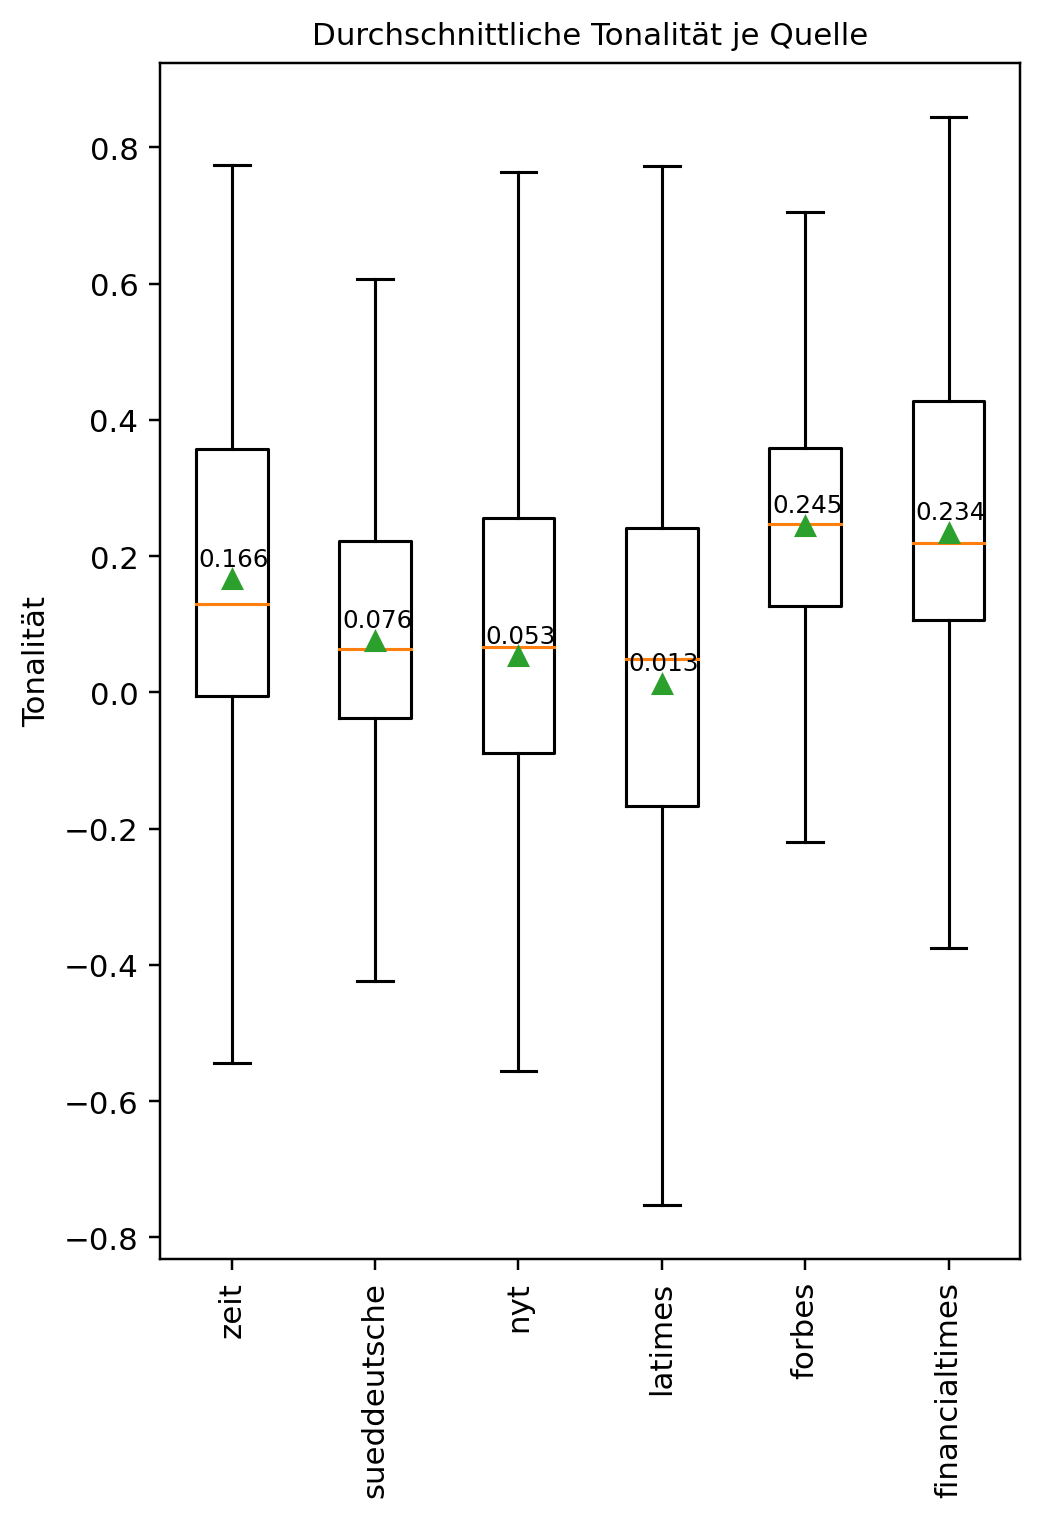 Durchschnittliche Tonalität je Quelle
Tonalität
0.8
0.6
0.4
0.2
0.0
−0.2
−0.4
−0.6
−0.8
0.166
0.076
0.053
0.013
0.245
0.234
zeit
sueddeutsche
nyt
latimes
forbes
financialtimes